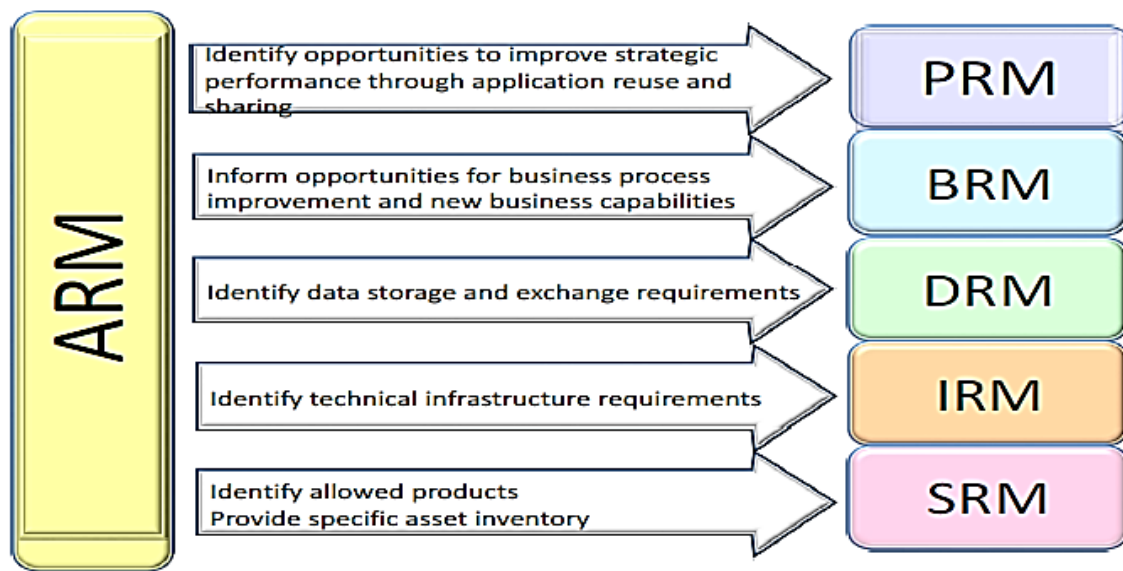 ARM
Identify opportunities to improve strategic
performance through application reuse and
sharing
PRM
Inform opportunities for business process
improvement and new business capabilities
BRM
Identify data storage and exchange requirements
DRM
Identify technical infrastructure requirements
IRM
Identify allowed products
Provide specific asset inventory
SRM